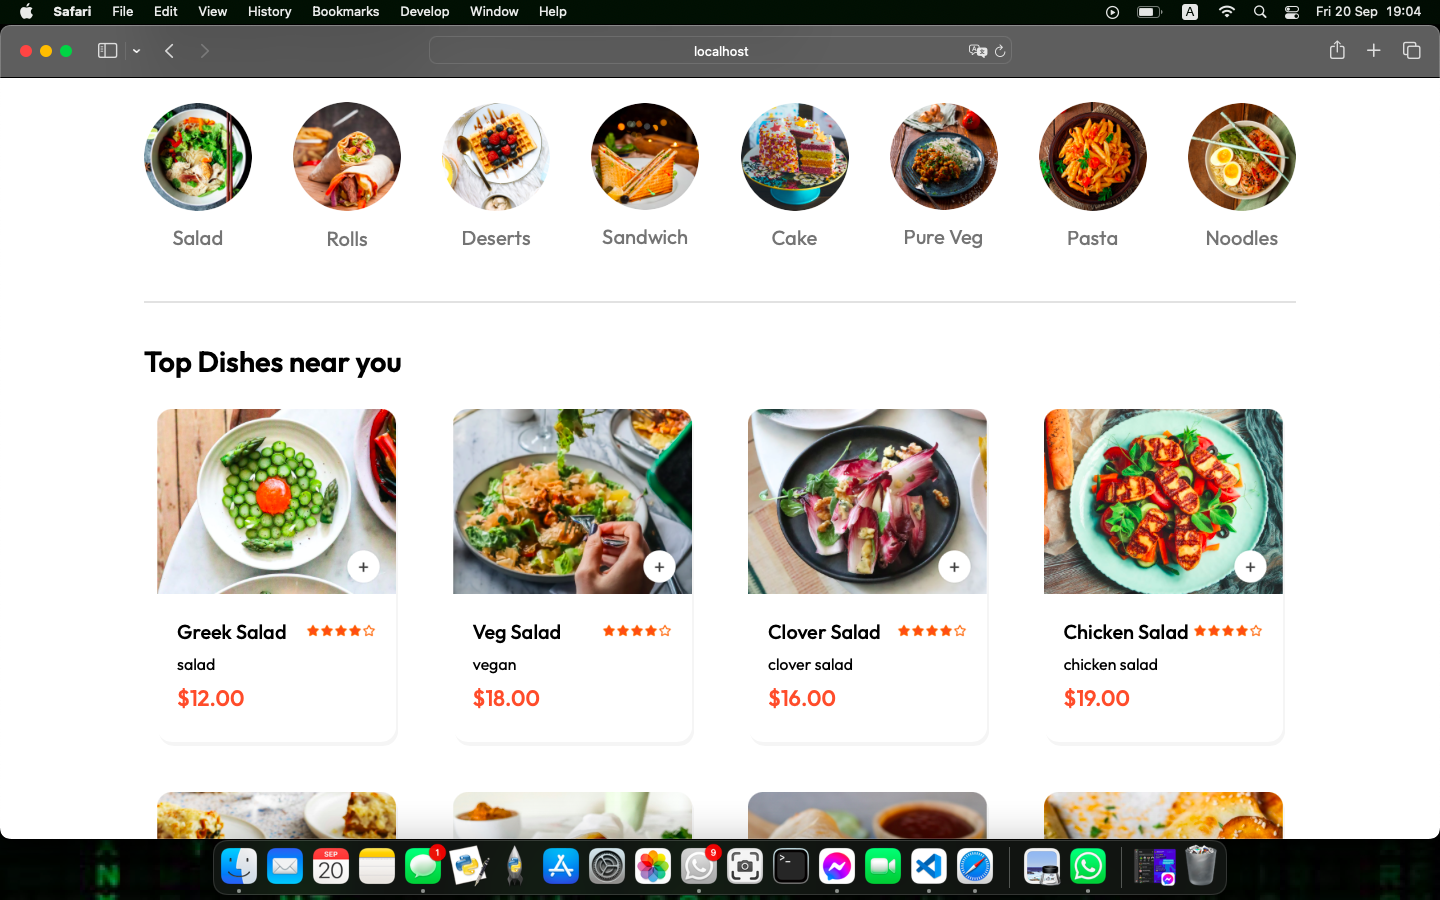 Safari File Edit View History Bookmarks Develop Window Help A Fri 20 Sep 19:04
localhost
Salad Rolls Deserts Sandwich Cake Pure Veg Pasta Noodles
Top Dishes near you
+ + + +
Greek Salad Veg Salad Clover Salad Chicken Salad
salad vegan clover salad chicken salad
$12.00 $18.00 $16.00 $19.00
SEP 1 9
20